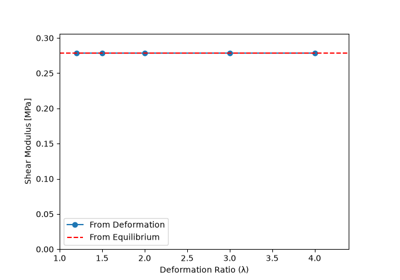 0.30
0.25
0.20
0.15
0.10
0.05
0.00
Shear Modulus [MPa]
From Deformation
From Equilibrium
1.0 1.5 2.0 2.5 3.0 3.5 4.0
Deformation Ratio (λ)